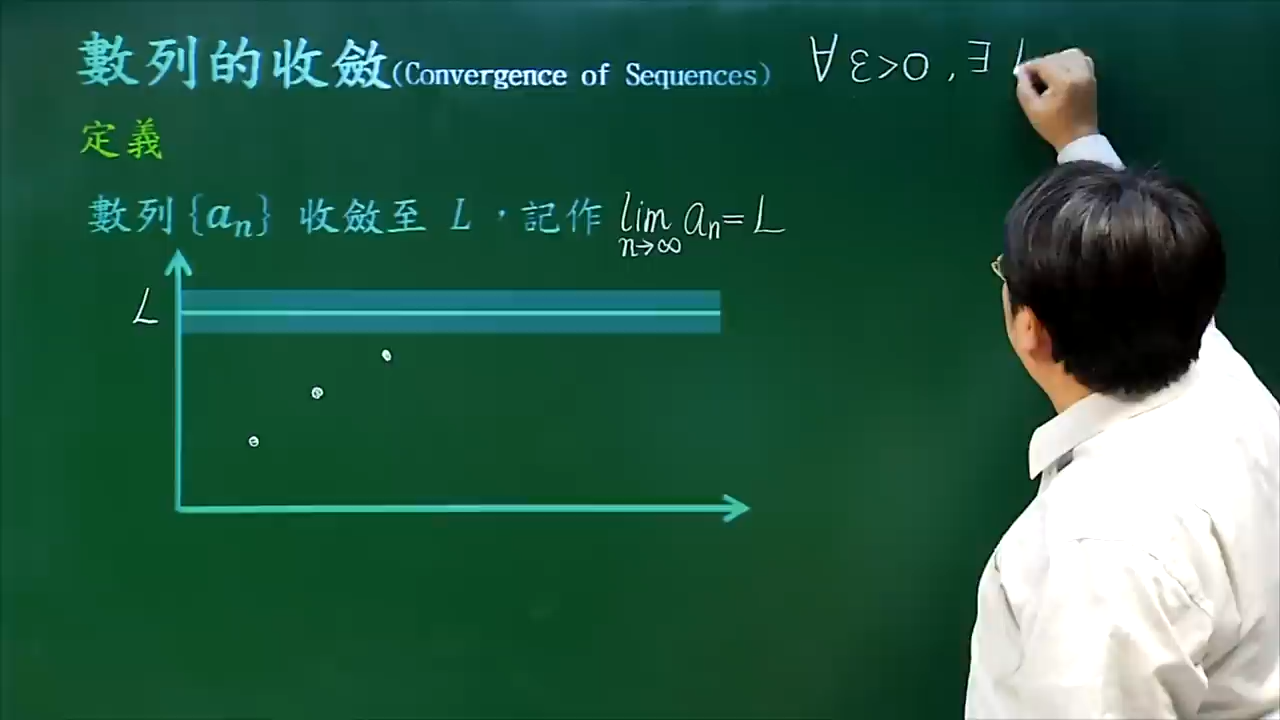 數列的收斂(Convergence of Sequences) ∀ ε>0, ∃
定義
數列{aₙ} 收斂至 L，記作 lim aₙ = L
n→∞
L